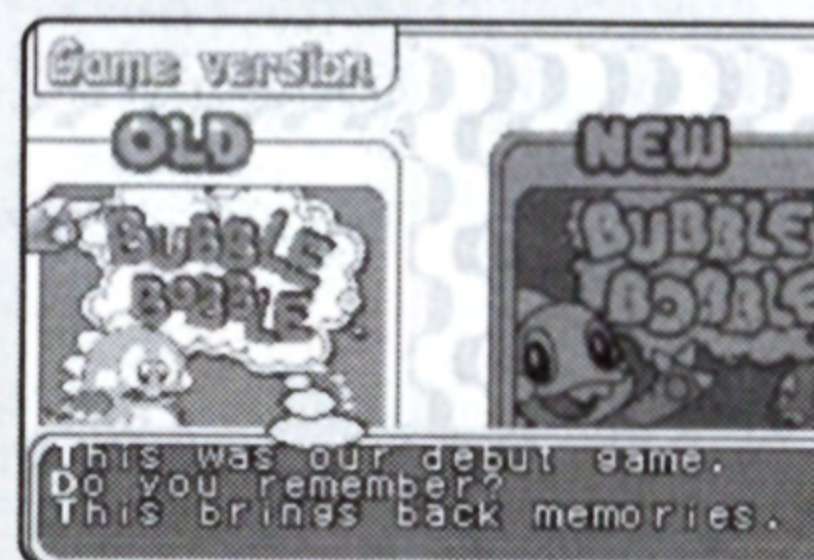 Game version
OLD
NEW
BUBBLE
BOBBLE
BUBBLE
BOBBLE
This was our debut game.
Do you remember?
This brings back memories.